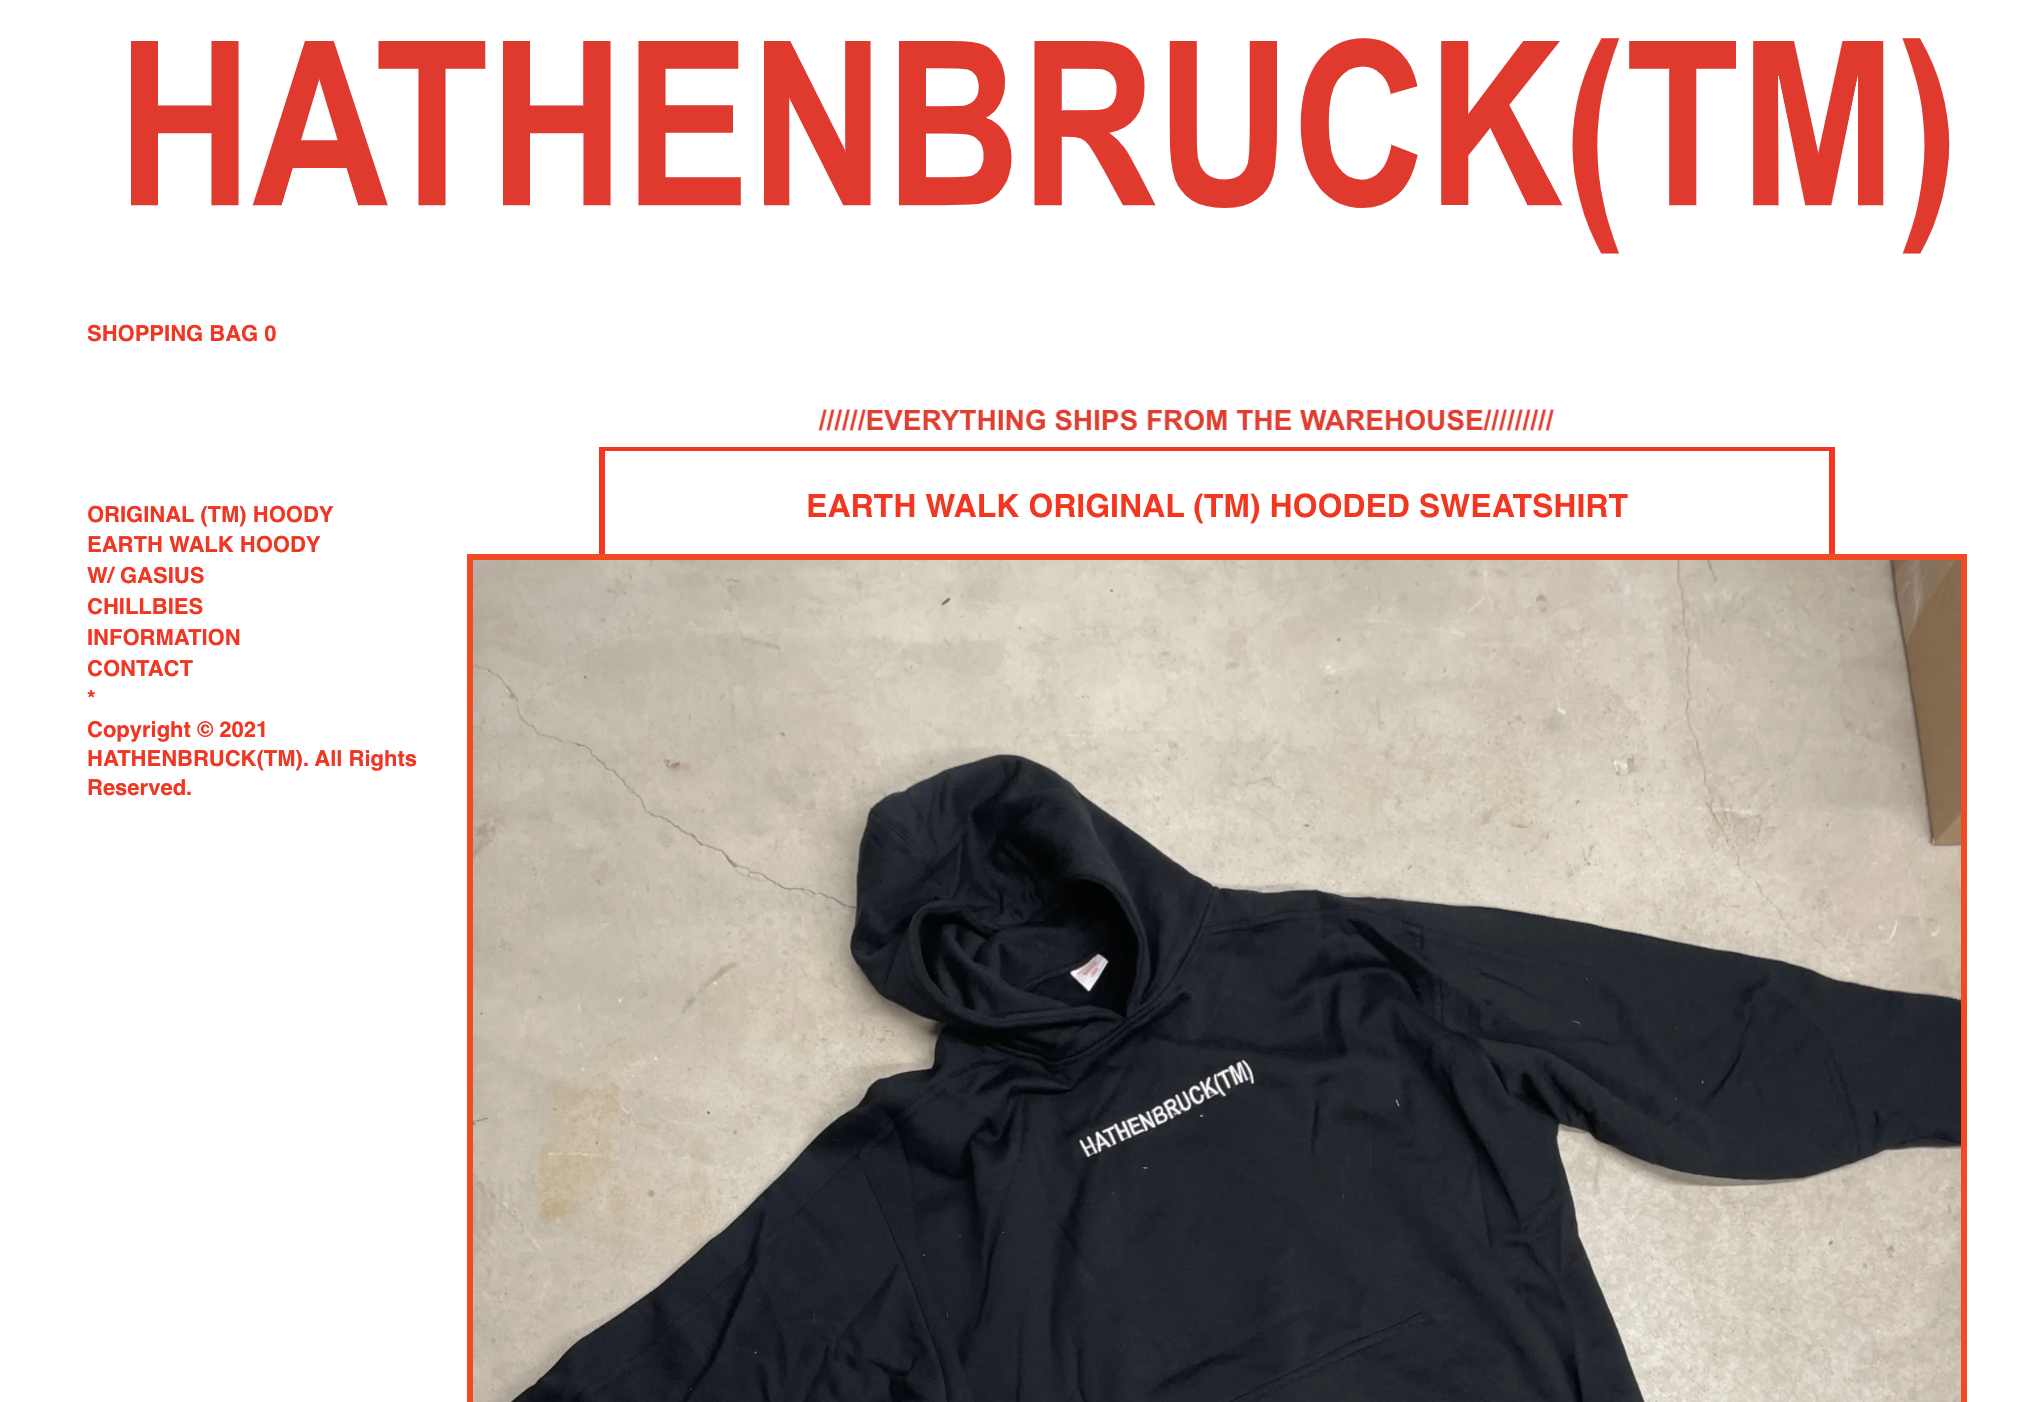 HATHENBRUCK(TM)
SHOPPING BAG 0
//////EVERYTHING SHIPS FROM THE WAREHOUSE/////////
EARTH WALK ORIGINAL (TM) HOODED SWEATSHIRT
ORIGINAL (TM) HOODY
EARTH WALK HOODY
W/ GASIUS
CHILLBIES
INFORMATION
CONTACT
*
Copyright © 2021
HATHENBRUCK(TM). All Rights
Reserved.
HATHENBRUCK(TM)